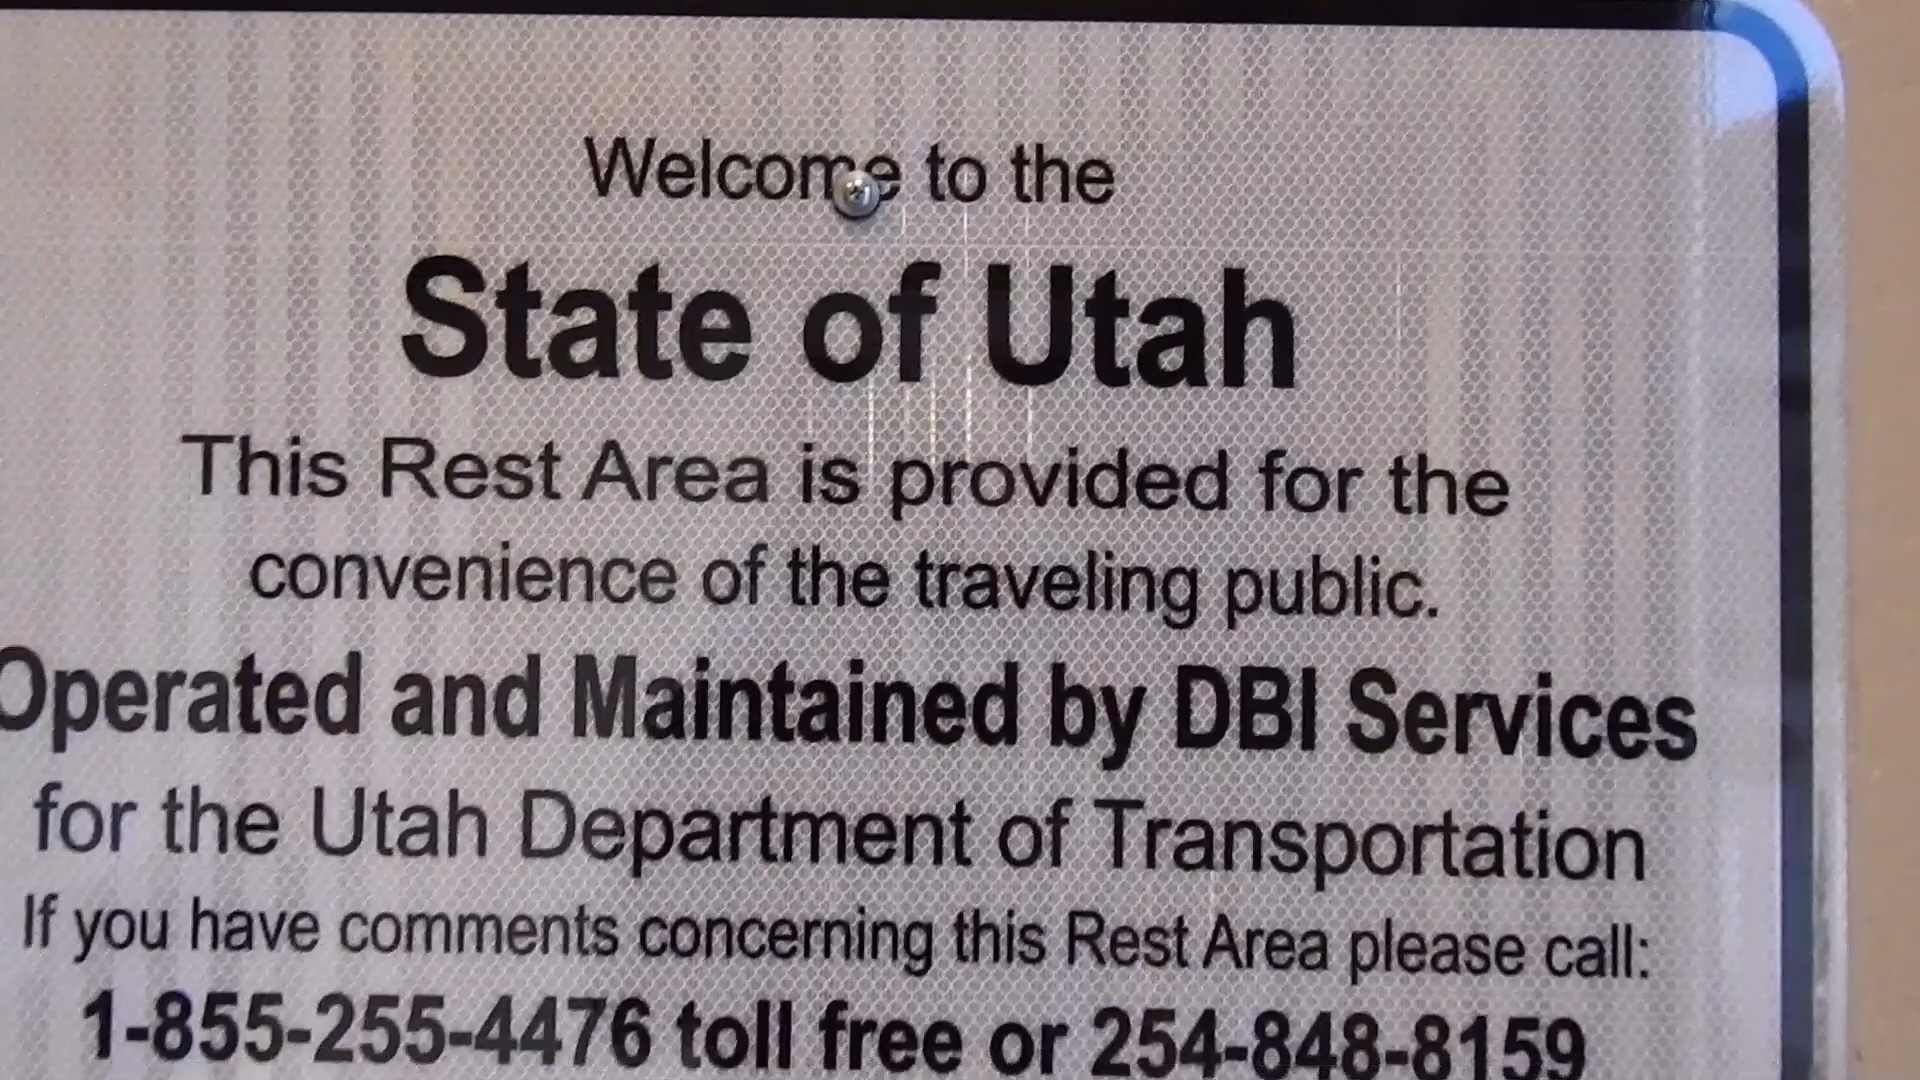 Welcome to the
State of Utah
This Rest Area is provided for the
convenience of the traveling public.
Operated and Maintained by DBI Services
for the Utah Department of Transportation
If you have comments concerning this Rest Area please call:
1-855-255-4476 toll free or 254-848-8159